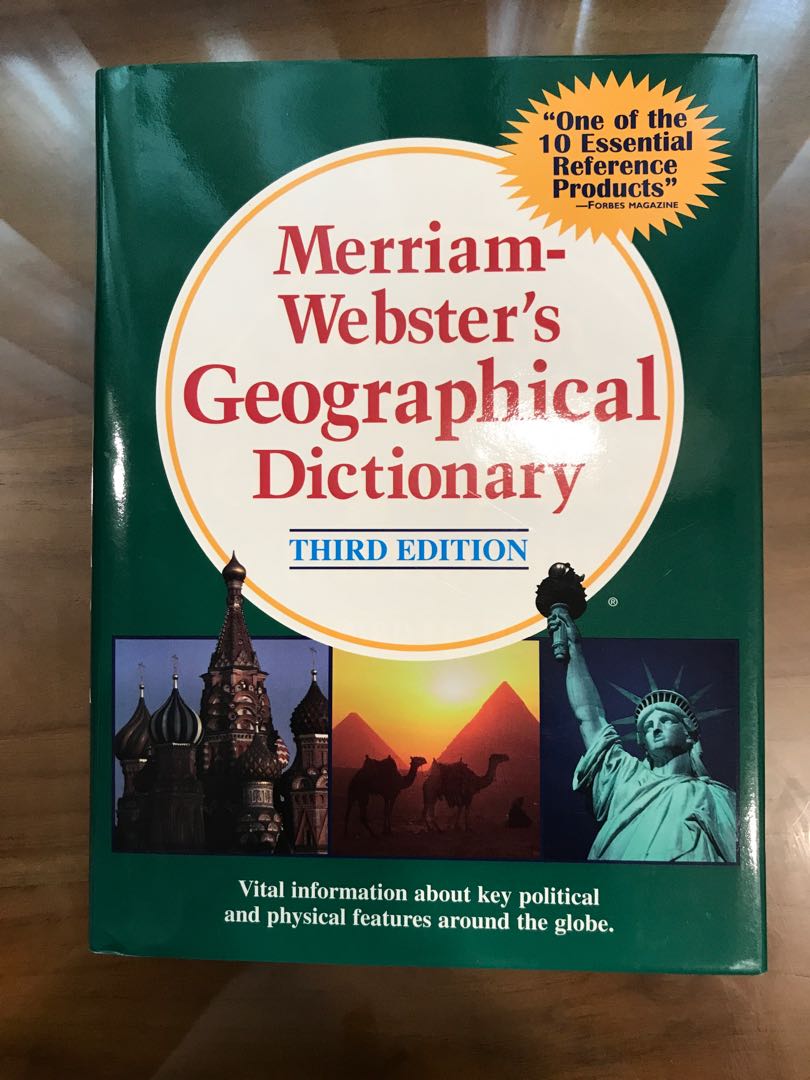 "One of the
10 Essential
Reference
Products"
—FORBES MAGAZINE
Merriam-
Webster's
Geographical
Dictionary
THIRD EDITION
®
Vital information about key political
and physical features around the globe.